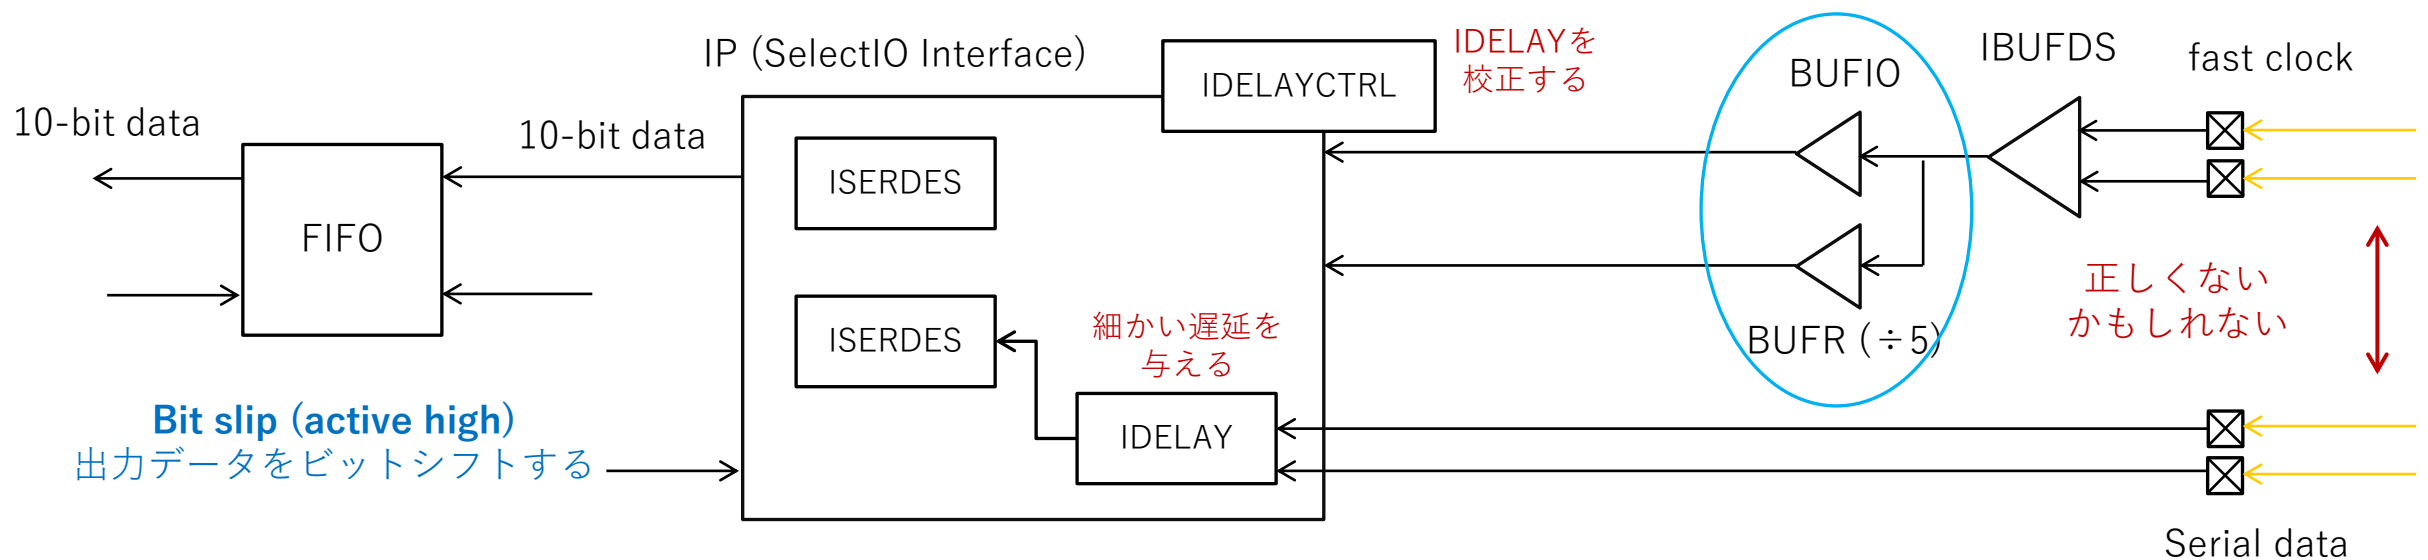 IP (SelectIO Interface)
IDELAYCTRL
IDELAYを
校正する
BUFIO
IBUFDS
fast clock
10-bit data
10-bit data
FIFO
ISERDES
ISERDES
細かい遅延を
与える
IDELAY
BUFR (÷5)
正しくない
かもしれない
Bit slip (active high)
出力データをビットシフトする
Serial data